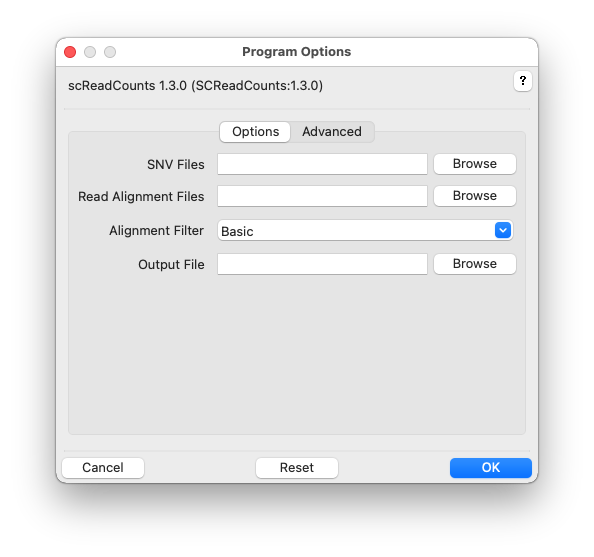 Program Options
scReadCounts 1.3.0 (SCReadCounts:1.3.0)
?
Options Advanced
SNV Files Browse
Read Alignment Files Browse
Alignment Filter Basic
Output File Browse
Cancel Reset OK